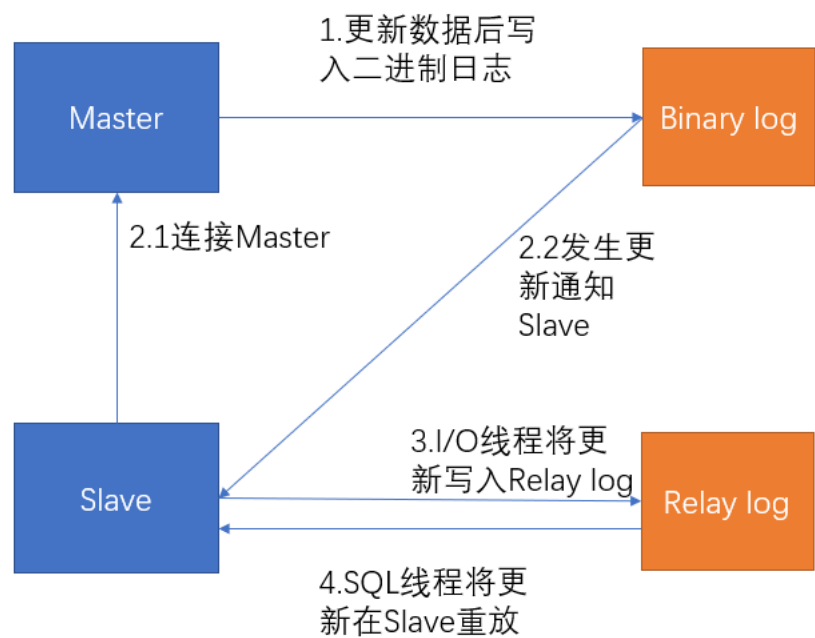 1.更新数据后写
入二进制日志
Master
Binary log
2.1连接Master
2.2发生更
新通知
Slave
3.I/O线程将更
新写入Relay log
Slave
Relay log
4.SQL线程将更
新在Slave重放